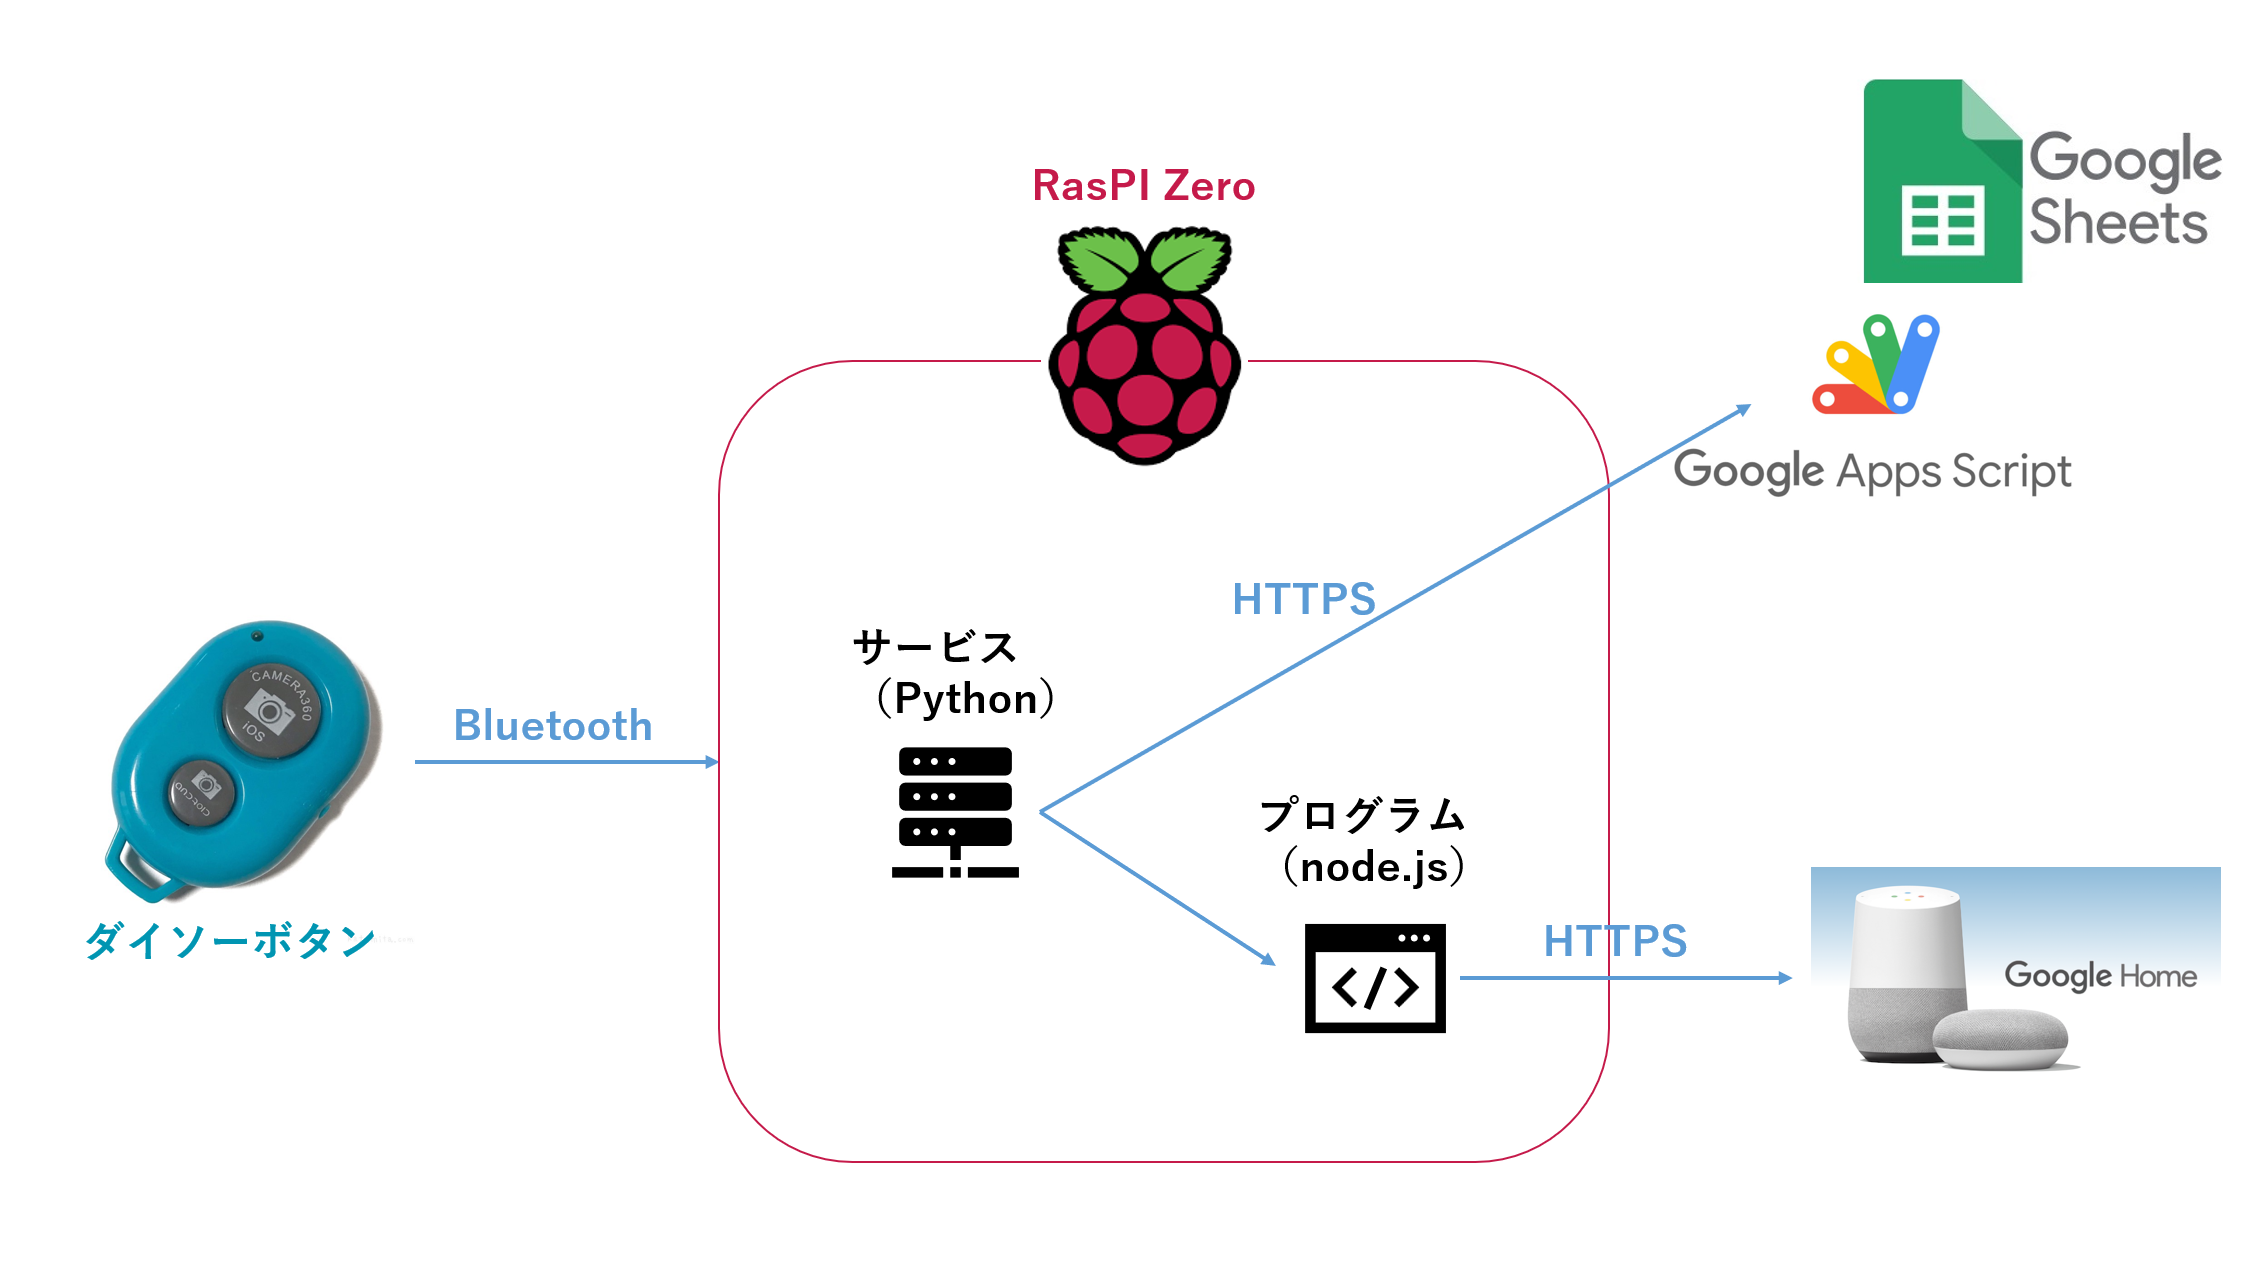 RasPI Zero
Google
Sheets
Google Apps Script
HTTPS
サービス
（Python）
CAMERA360
iOS
Bluetooth
プログラム
（node.js）
ダイソーボタン
HTTPS
Google Home